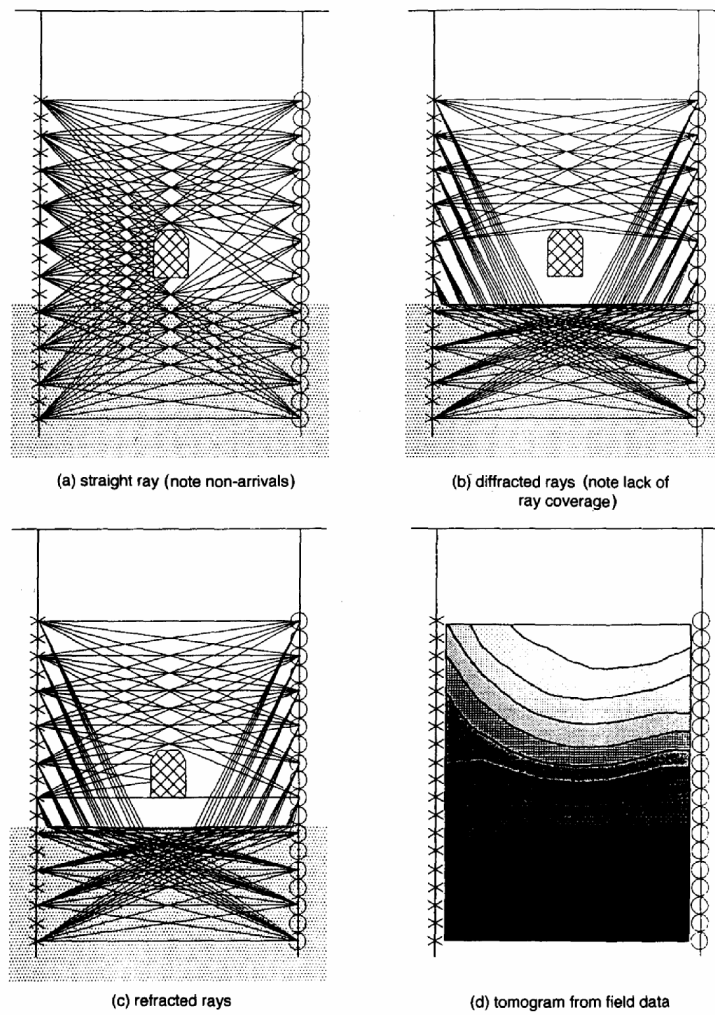 (a) straight ray (note non-arrivals)
(b) diffracted rays (note lack of
ray coverage)
(c) refracted rays
(d) tomogram from field data